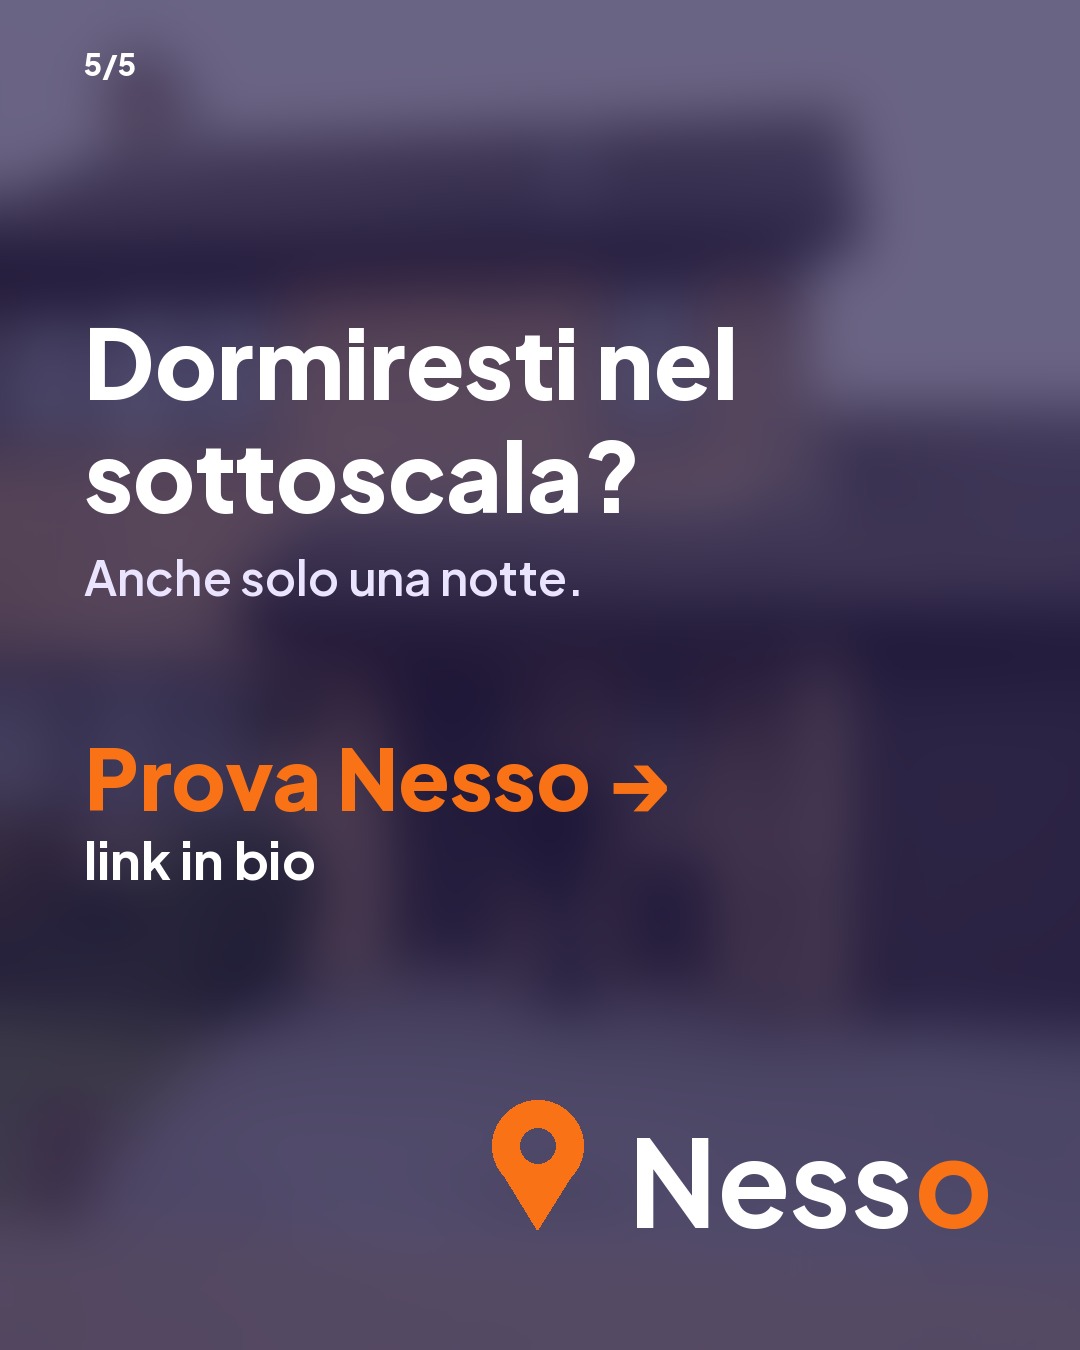 5/5
Dormiresti nel
sottoscala?
Anche solo una notte.
Prova Nesso →
link in bio
Nesso